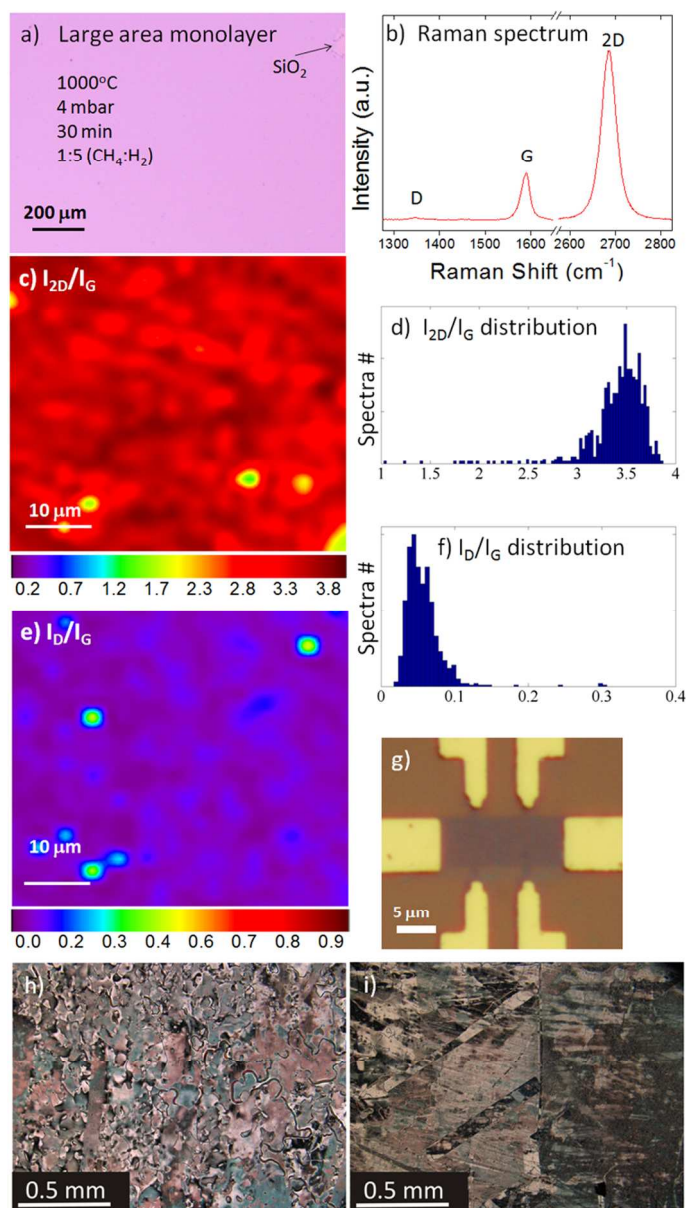 a) Large area monolayer
SiO₂
1000°C
4 mbar
30 min
1:5 (CH₄:H₂)
200 µm
b) Raman spectrum
2D
G
D
Intensity (a.u.)
1300 1400 1500 1600 2600 2700 2800
Raman Shift (cm⁻¹)
c) I₂D/IG
10 µm
0.2 0.7 1.2 1.7 2.3 2.8 3.3 3.8
d) I₂D/IG distribution
Spectra #
1 1.5 2 2.5 3 3.5 4
e) ID/IG
10 µm
0.0 0.2 0.3 0.4 0.6 0.7 0.8 0.9
f) ID/IG distribution
Spectra #
0 0.1 0.2 0.3 0.4
g)
5 µm
h)
0.5 mm
i)
0.5 mm